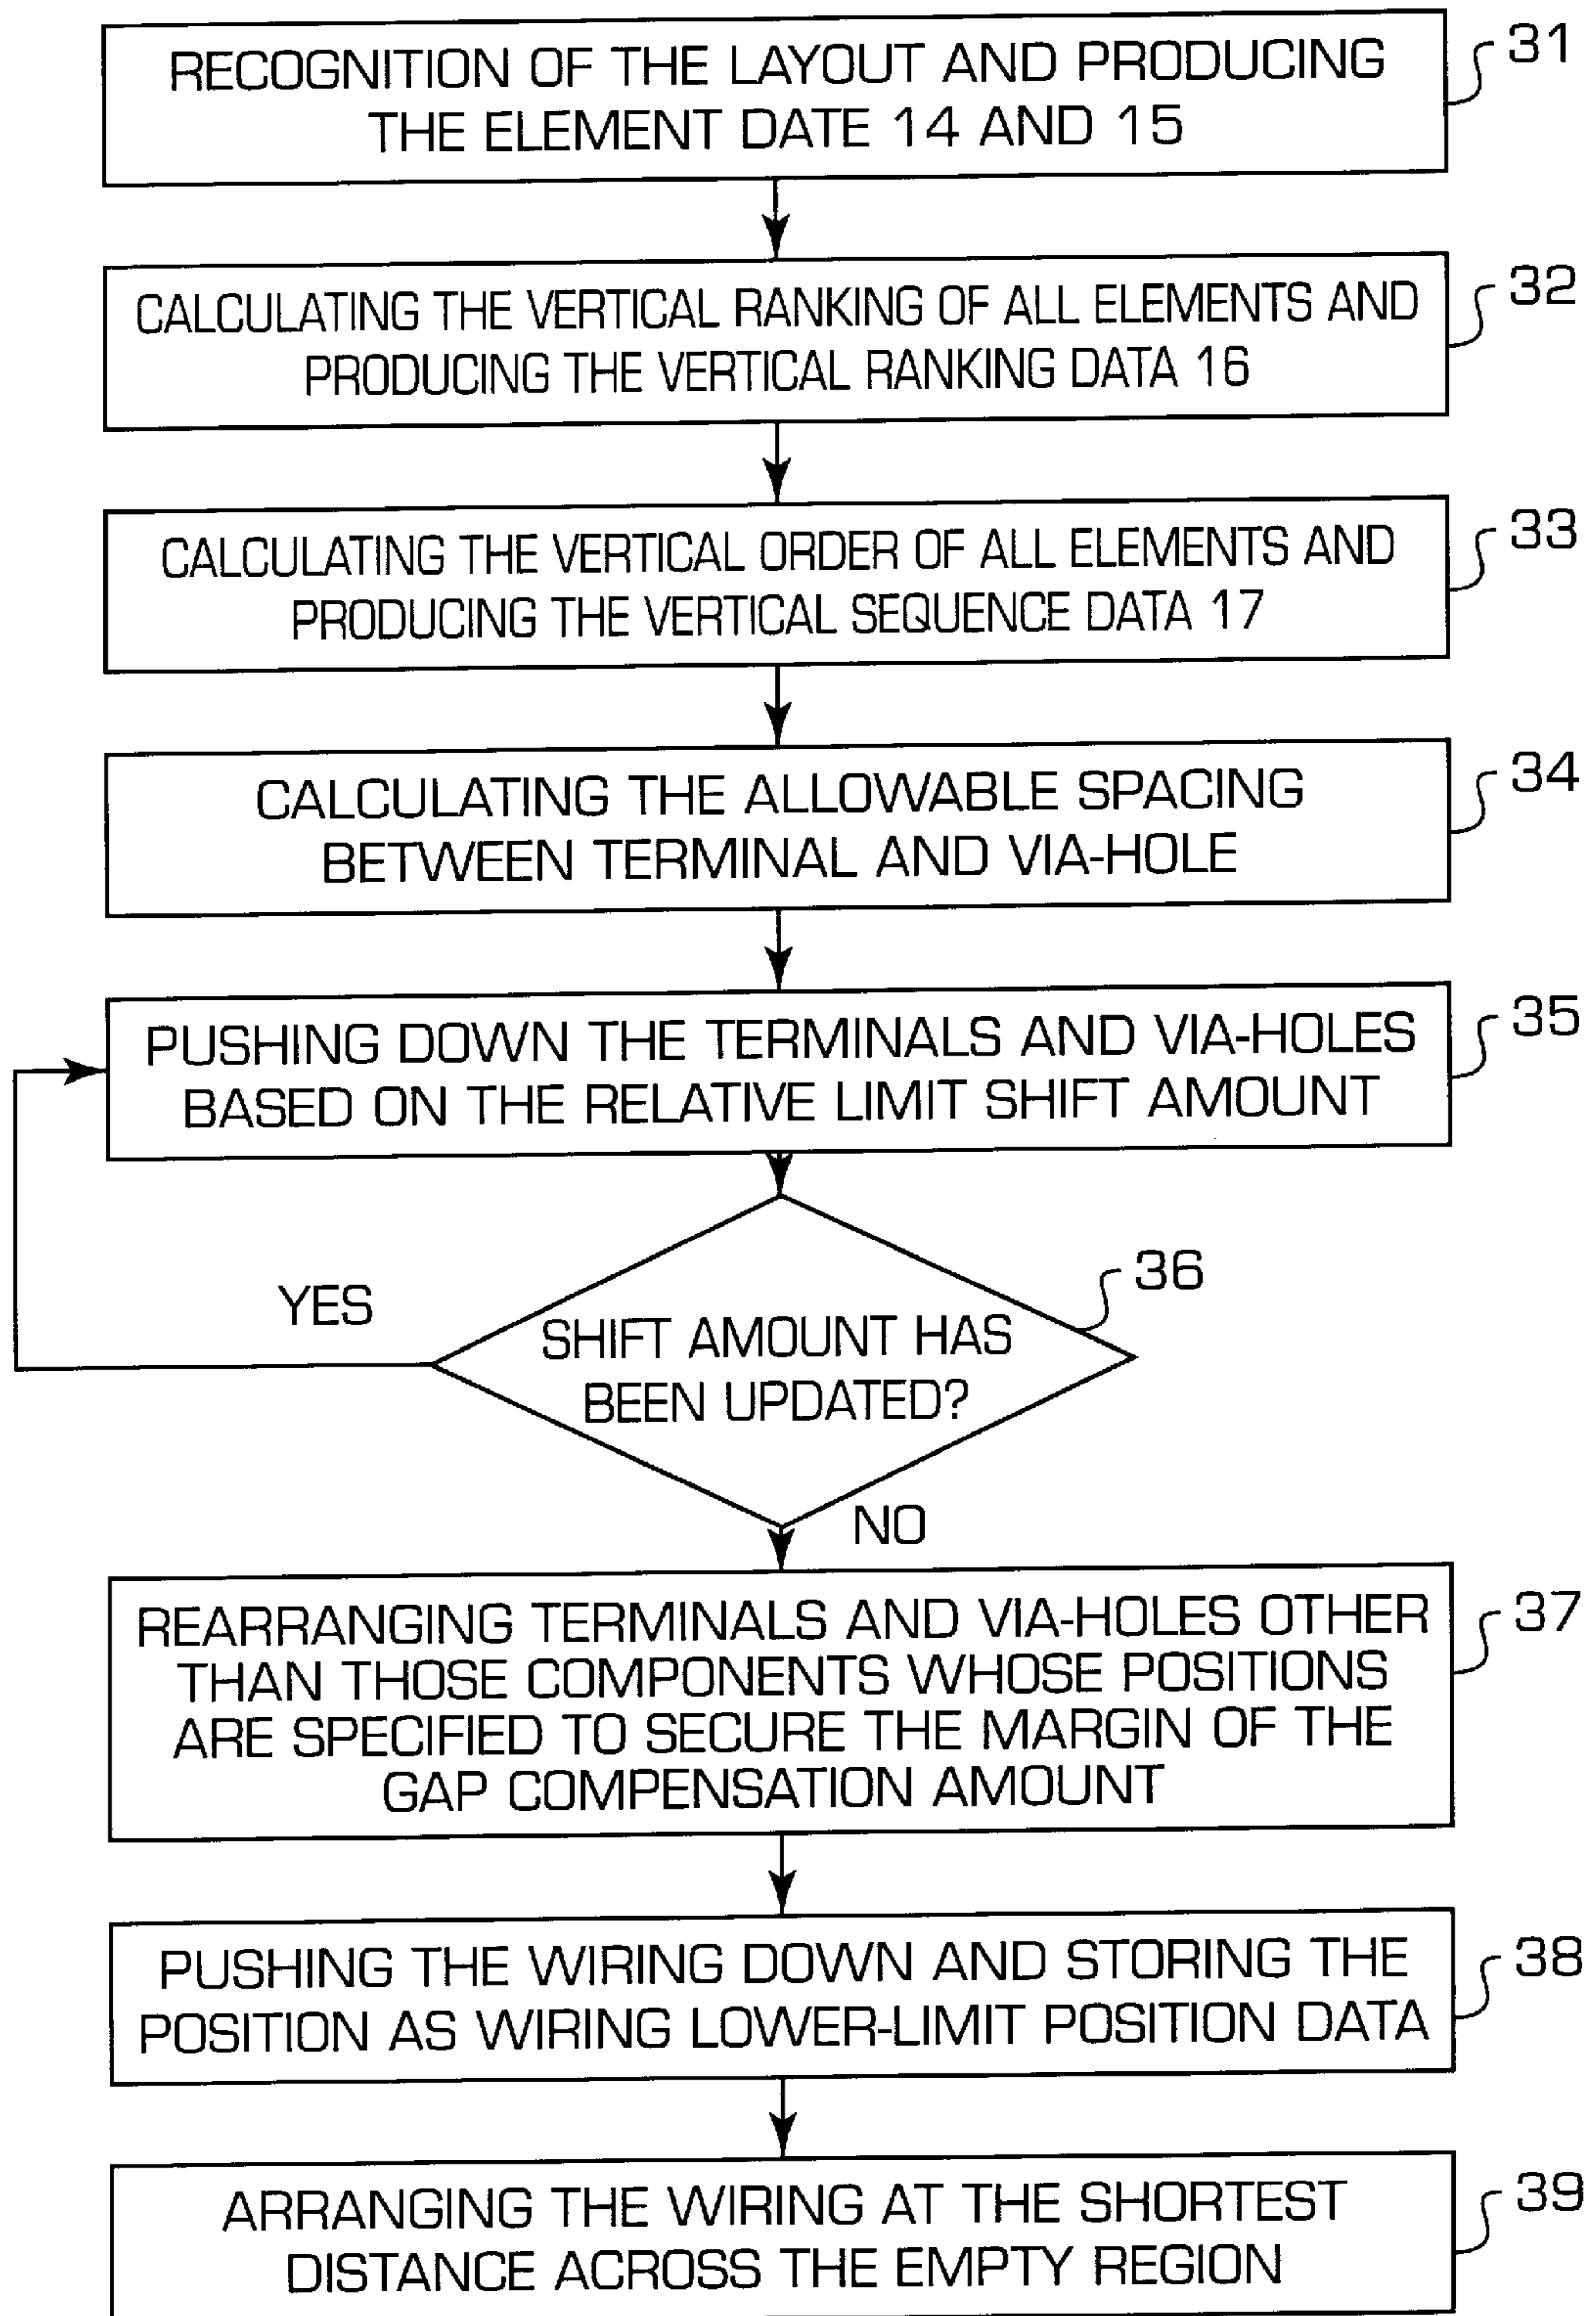 RECOGNITION OF THE LAYOUT AND PRODUCING
THE ELEMENT DATE 14 AND 15
31
CALCULATING THE VERTICAL RANKING OF ALL ELEMENTS AND
PRODUCING THE VERTICAL RANKING DATA 16
32
CALCULATING THE VERTICAL ORDER OF ALL ELEMENTS AND
PRODUCING THE VERTICAL SEQUENCE DATA 17
33
CALCULATING THE ALLOWABLE SPACING
BETWEEN TERMINAL AND VIA-HOLE
34
PUSHING DOWN THE TERMINALS AND VIA-HOLES
BASED ON THE RELATIVE LIMIT SHIFT AMOUNT
35
YES
SHIFT AMOUNT HAS
BEEN UPDATED?
36
NO
REARRANGING TERMINALS AND VIA-HOLES OTHER
THAN THOSE COMPONENTS WHOSE POSITIONS
ARE SPECIFIED TO SECURE THE MARGIN OF THE
GAP COMPENSATION AMOUNT
37
PUSHING THE WIRING DOWN AND STORING THE
POSITION AS WIRING LOWER-LIMIT POSITION DATA
38
ARRANGING THE WIRING AT THE SHORTEST
DISTANCE ACROSS THE EMPTY REGION
39